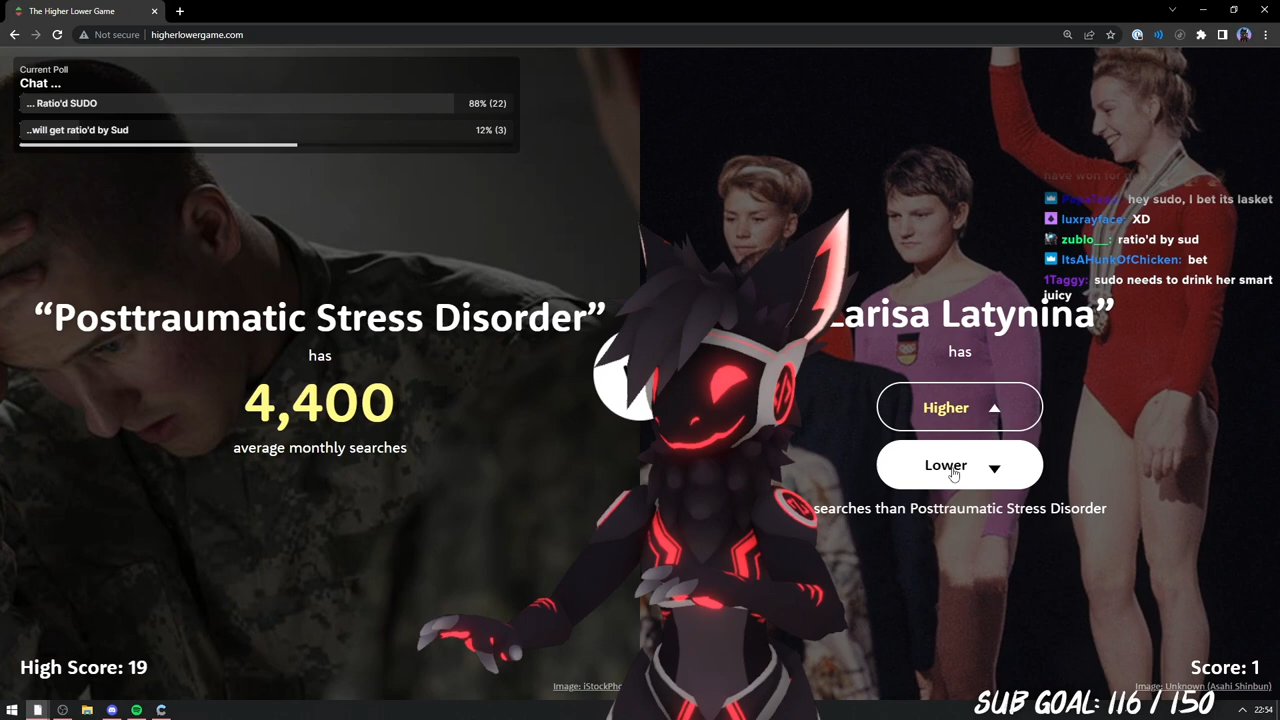 The Higher Lower Game
Not secure
higherlowergame.com
Current Poll
Chat ...
... Ratio'd SUDO
88% (22)
..will get ratio'd by Sud
12% (3)
hey sudo, I bet its lasket
luxrayface: XD
zublo__: ratio'd by sud
ItsAHunkOfChicken: bet
1Taggy: sudo needs to drink her smart
juicy
“Posttraumatic Stress Disorder”
has
4,400
average monthly searches
Larisa Latynina”
has
Higher
Lower
searches than Posttraumatic Stress Disorder
High Score: 19
Score: 1
Image: iStockPho
Image: Unknown (Asahi Shinbun)
SUB GOAL: 116 / 150
22:54